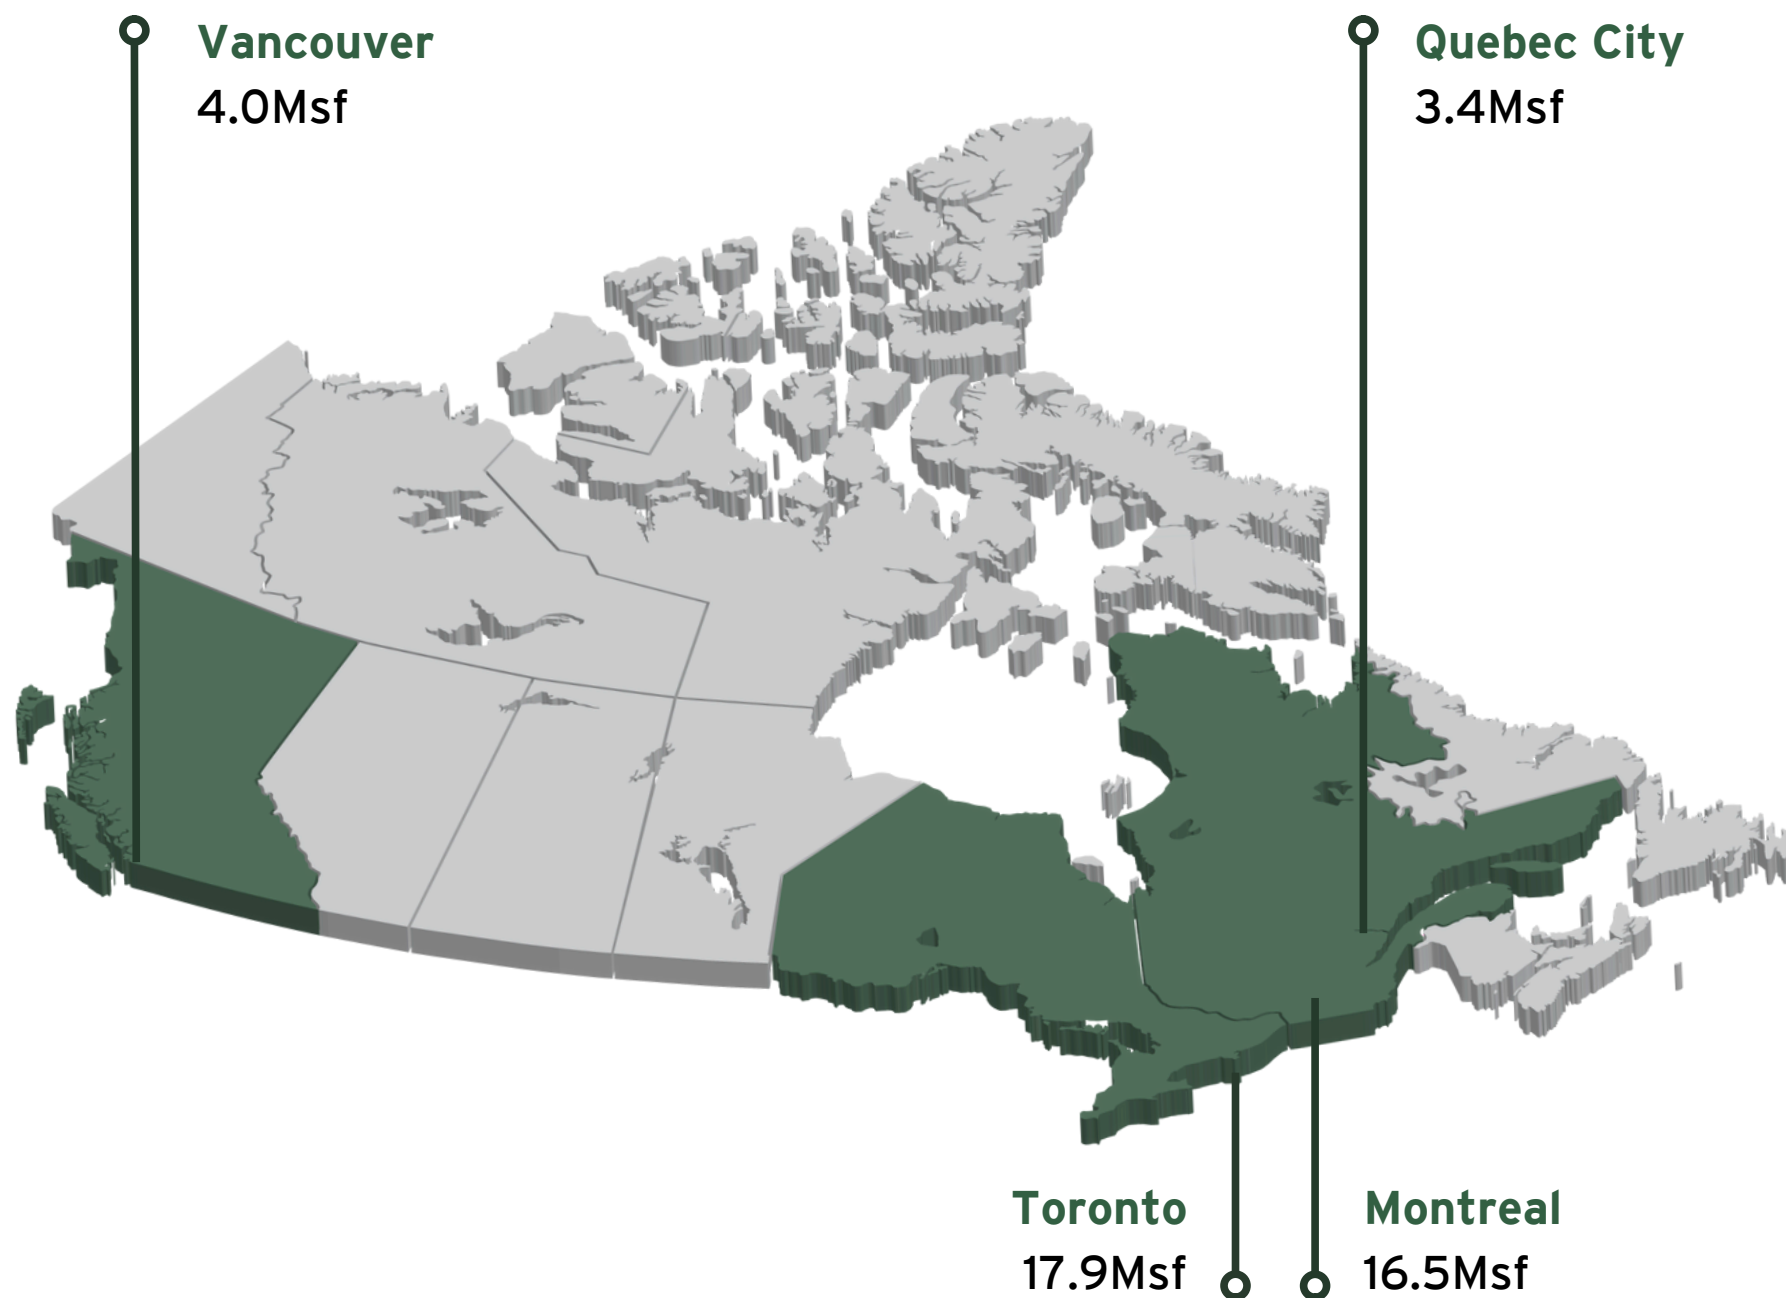 Vancouver
4.0Msf
Quebec City
3.4Msf
Toronto
17.9Msf
Montreal
16.5Msf